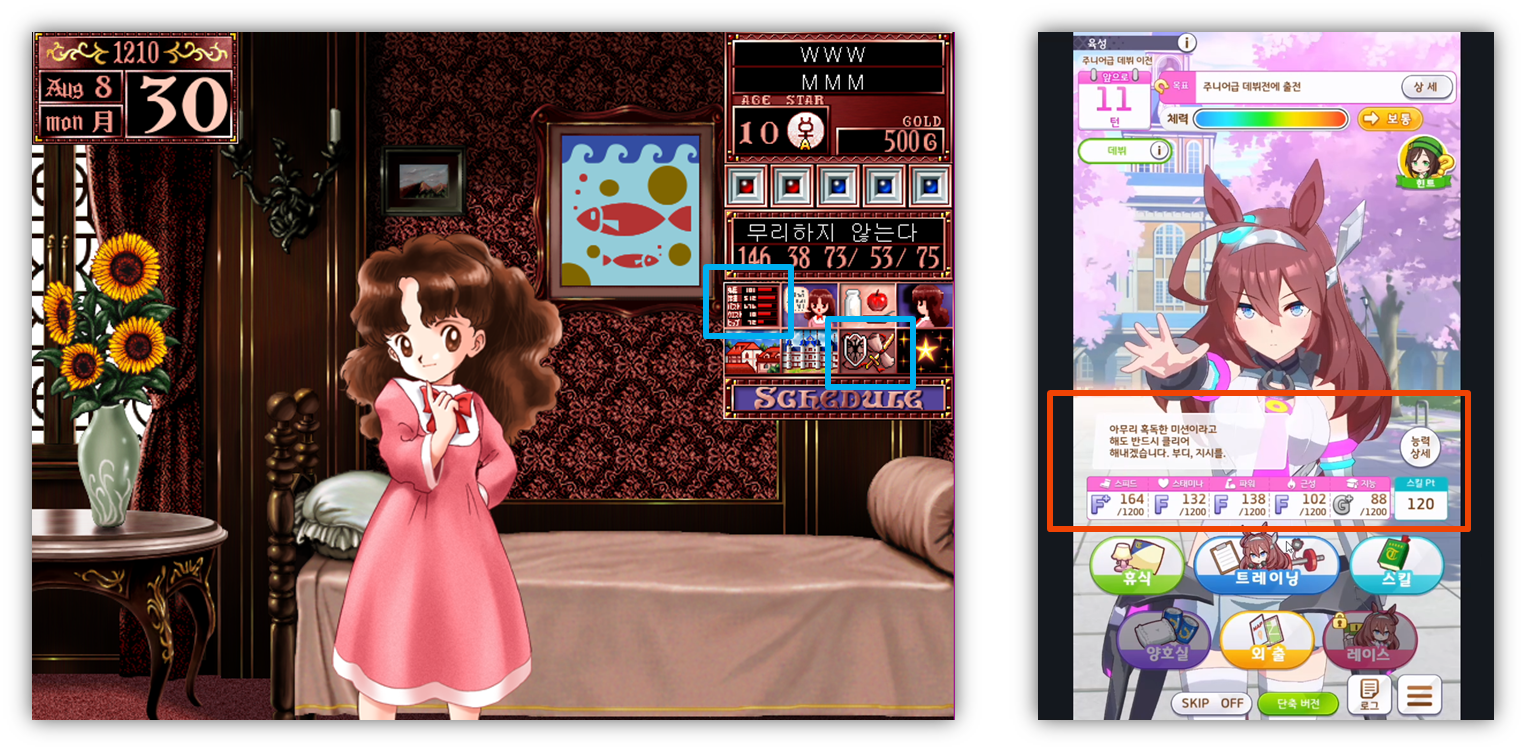 1210
Aug 8
mon 月
30
WWW
MMM
AGE STAR
10
GOLD
500G
무리하지 않는다
146 38 73/ 53/ 75
SCHEDULE
육성
i
주니어급 데뷔 이전
앞으로
11
턴
목표
주니어급 데뷔전에 출전
상세
체력
보통
데뷔
i
힌트
아무리 혹독한 미션이라고
해도 반드시 클리어
해내겠습니다. 부디, 지시를.
능력
상세
스피드 스태미나 파워 근성 지능 스킬 Pt
F+ 164 F 132 F 138 F 102 G+ 88 120
/1200 /1200 /1200 /1200 /1200
휴식 트레이닝 스킬
양호실 외출 레이스
SKIP OFF
단축 버전
로그